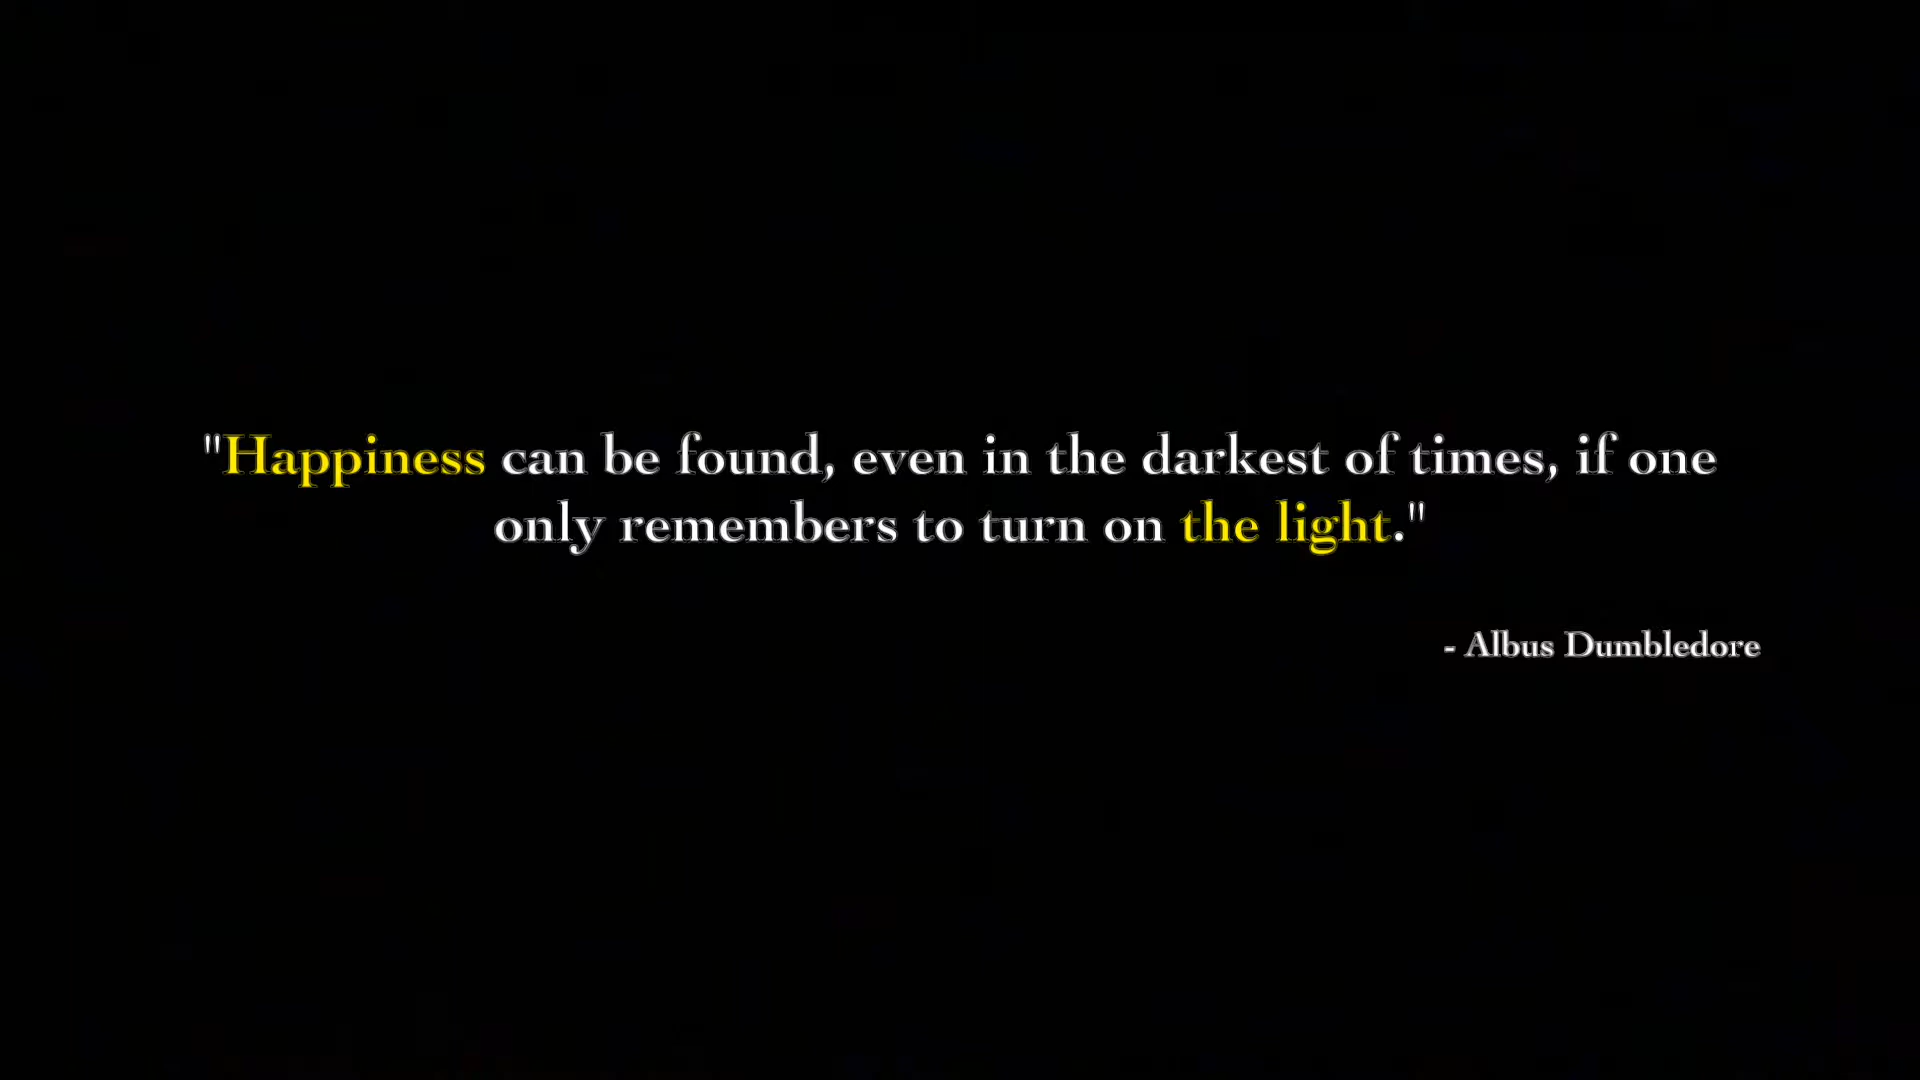 "Happiness can be found, even in the darkest of times, if one
only remembers to turn on the light."
- Albus Dumbledore